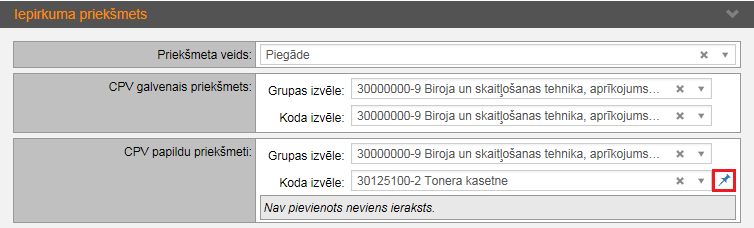 Iepirkuma priekšmets
Priekšmeta veids: Piegāde
CPV galvenais priekšmets: Grupas izvēle: 30000000-9 Biroja un skaitļošanas tehnika, aprīkojums...
Koda izvēle: 30000000-9 Biroja un skaitļošanas tehnika, aprīkojums...
CPV papildu priekšmeti: Grupas izvēle: 30000000-9 Biroja un skaitļošanas tehnika, aprīkojums...
Koda izvēle: 30125100-2 Tonera kasetne
Nav pievienots neviens ieraksts.